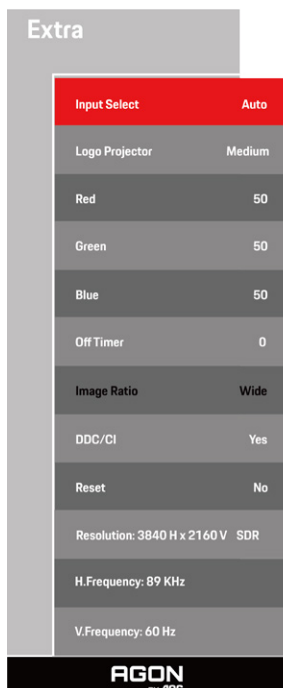 Extra
Input Select Auto
Logo Projector Medium
Red 50
Green 50
Blue 50
Off Timer 0
Image Ratio Wide
DDC/CI Yes
Reset No
Resolution: 3840 H x 2160 V SDR
H.Frequency: 89 KHz
V.Frequency: 60 Hz
AGON